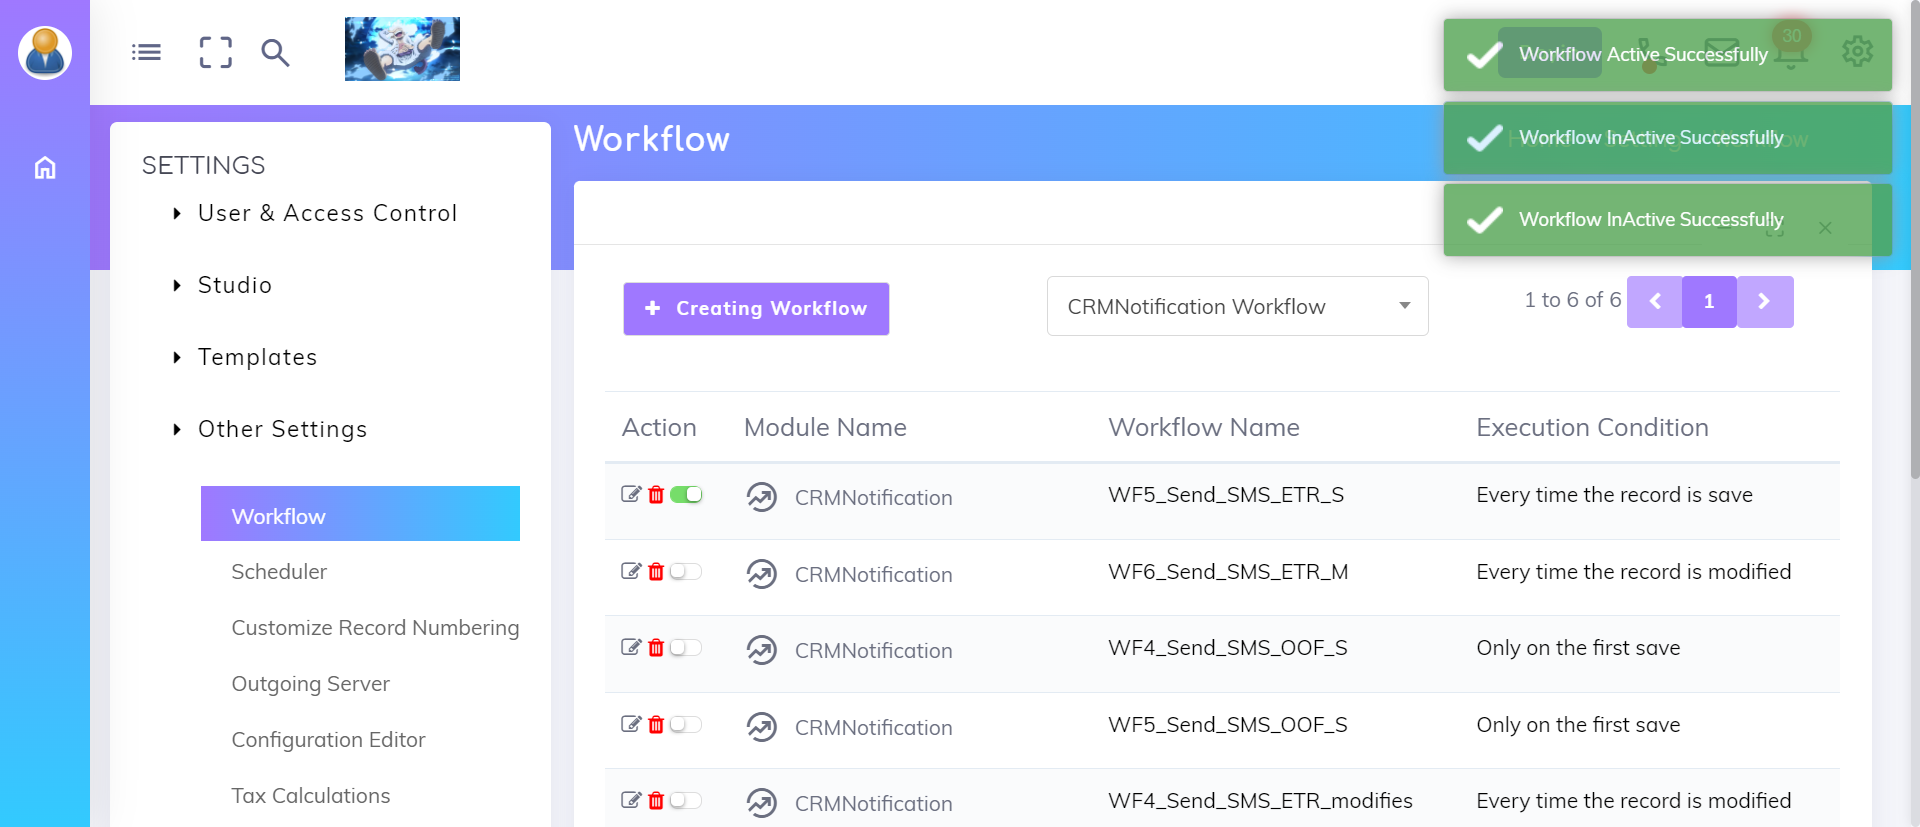 30
Workflow Active Successfully
Workflow InActive Successfully
Workflow InActive Successfully
SETTINGS
User & Access Control
Studio
Templates
Other Settings
Workflow
Scheduler
Customize Record Numbering
Outgoing Server
Configuration Editor
Tax Calculations
Workflow
Creating Workflow
CRMNotification Workflow
1 to 6 of 6
1
Action Module Name Workflow Name Execution Condition
CRMNotification WF5_Send_SMS_ETR_S Every time the record is save
CRMNotification WF6_Send_SMS_ETR_M Every time the record is modified
CRMNotification WF4_Send_SMS_OOF_S Only on the first save
CRMNotification WF5_Send_SMS_OOF_S Only on the first save
CRMNotification WF4_Send_SMS_ETR_modifies Every time the record is modified